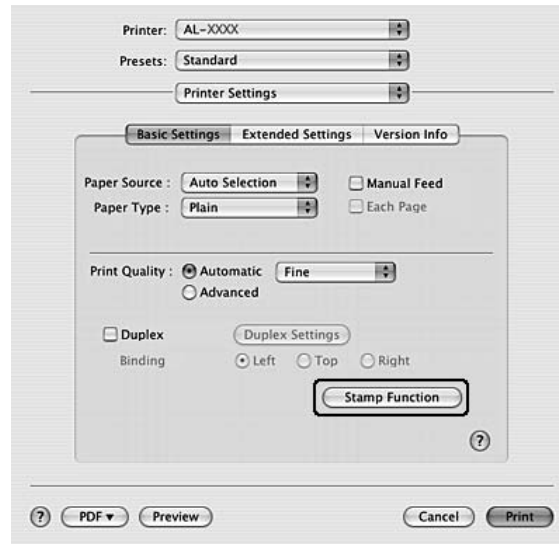 Printer: AL-XXXX
Presets: Standard
Printer Settings
Basic Settings Extended Settings Version Info
Paper Source : Auto Selection Manual Feed
Paper Type : Plain Each Page
Print Quality : Automatic Fine
Advanced
Duplex Duplex Settings
Binding Left Top Right
Stamp Function
?
? PDF▼ Preview Cancel Print